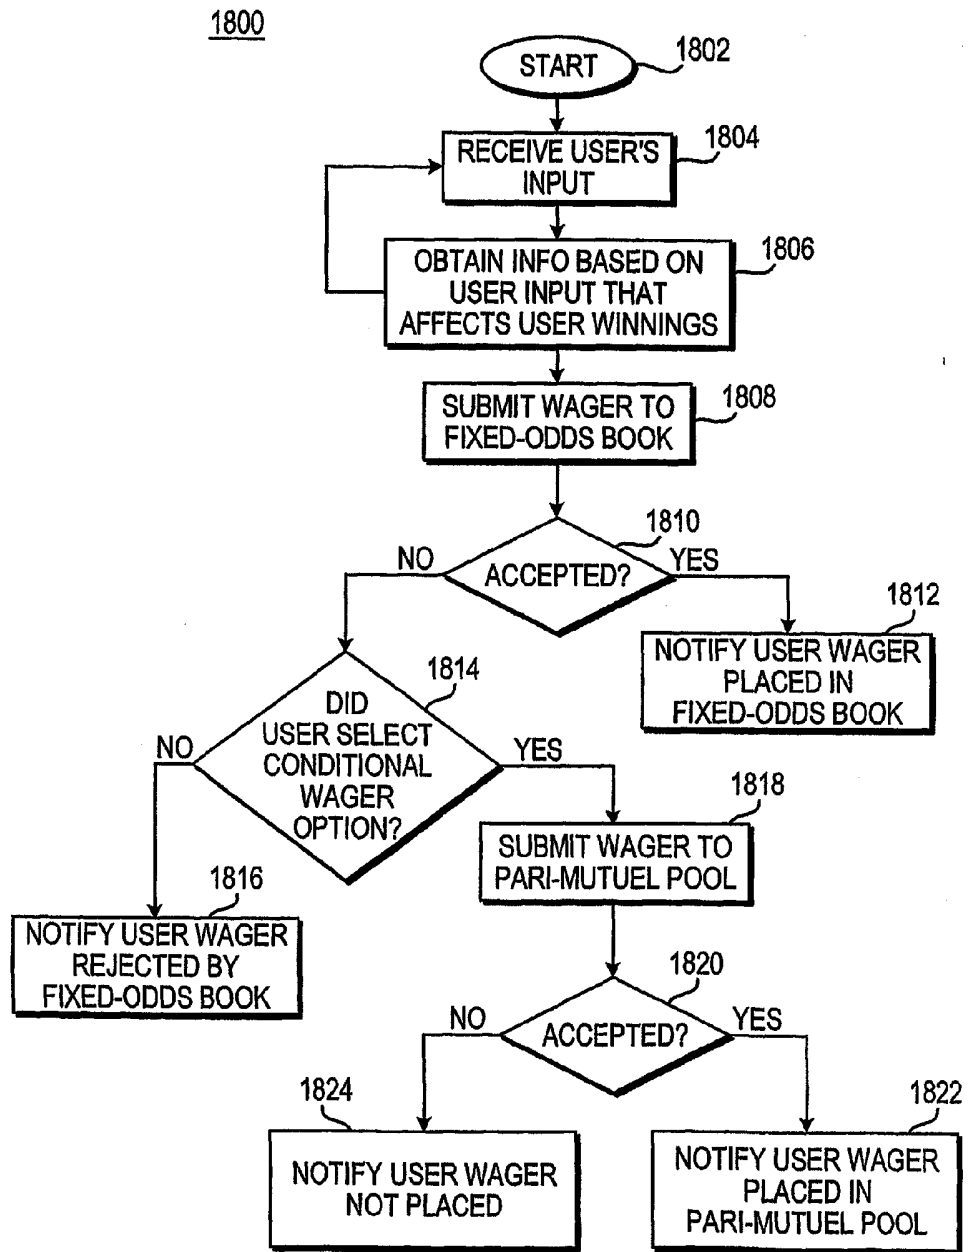 1800
START
1802
RECEIVE USER'S
INPUT
1804
OBTAIN INFO BASED ON
USER INPUT THAT
AFFECTS USER WINNINGS
1806
SUBMIT WAGER TO
FIXED-ODDS BOOK
1808
ACCEPTED?
1810
NO
YES
1812
NOTIFY USER WAGER
PLACED IN
FIXED-ODDS BOOK
1814
DID
USER SELECT
CONDITIONAL
WAGER
OPTION?
NO
YES
1816
NOTIFY USER WAGER
REJECTED BY
FIXED-ODDS BOOK
1818
SUBMIT WAGER TO
PARI-MUTUEL POOL
1820
ACCEPTED?
NO
YES
1824
NOTIFY USER WAGER
NOT PLACED
1822
NOTIFY USER WAGER
PLACED IN
PARI-MUTUEL POOL